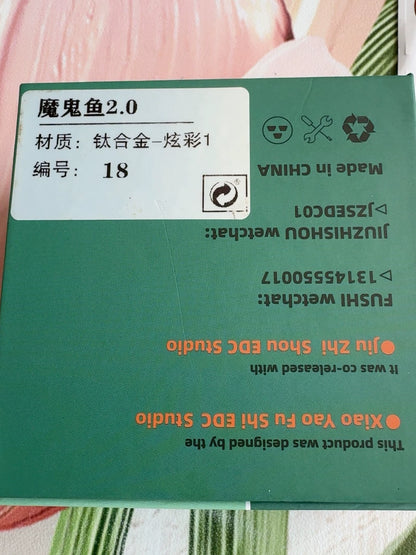 魔鬼鱼2.0
材质：钛合金-炫彩1
编号：18
This product was designed by the
●Xiao Yao Fu Shi EDC Studio
It was co-released with
●Jiu Zhi Shou EDC Studio
FUSHI wetchat:
▷13145550017
JIUZHISHOU wetchat:
▷JZSEDC01
Made in CHINA